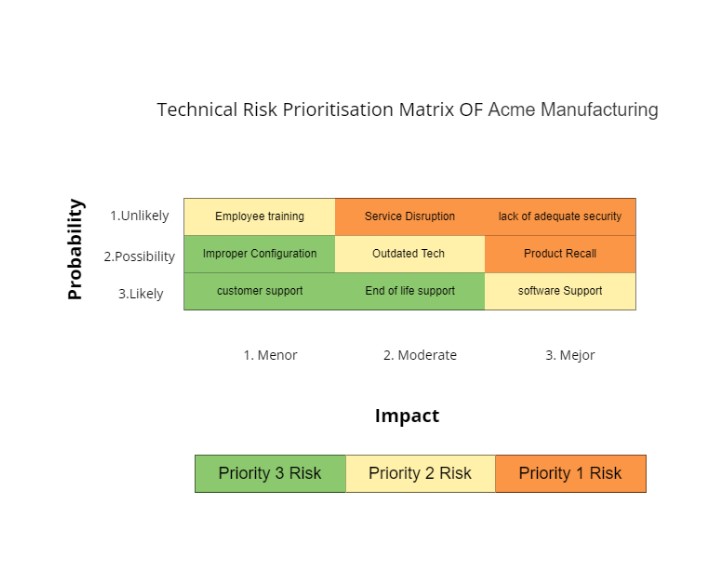 Technical Risk Prioritisation Matrix OF Acme Manufacturing
Probability
1.Unlikely Employee training Service Disruption lack of adequate security
2.Possibility Improper Configuration Outdated Tech Product Recall
3.Likely customer support End of life support software Support
1. Menor 2. Moderate 3. Mejor
Impact
Priority 3 Risk Priority 2 Risk Priority 1 Risk